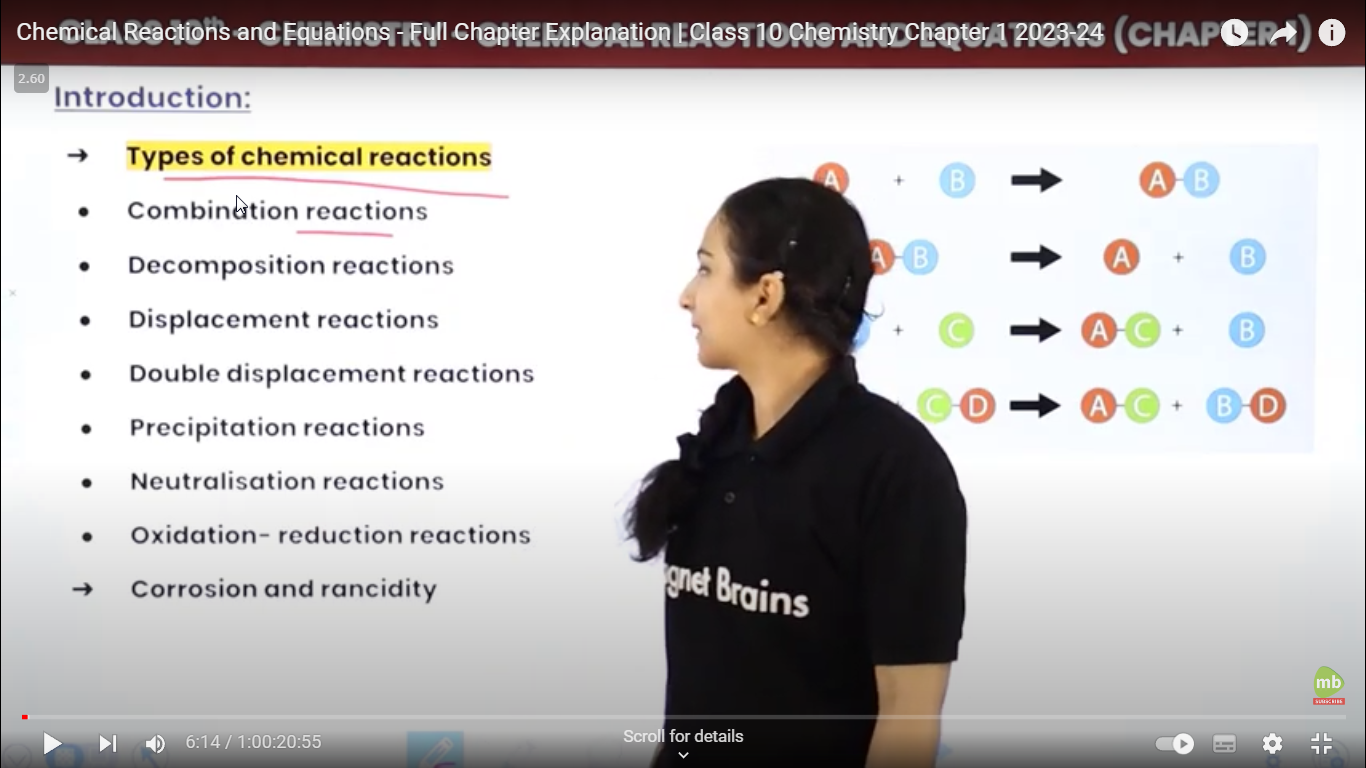 Chemical Reactions and Equations - Full Chapter Explanation | Class 10 Chemistry Chapter 1 2023-24
CLASS 10th - CHEMISTRY - CHEMICAL REACTIONS AND EQUATIONS (CHAPTER 1)
2.60
Introduction:
→ Types of chemical reactions
• Combination reactions
• Decomposition reactions
• Displacement reactions
• Double displacement reactions
• Precipitation reactions
• Neutralisation reactions
• Oxidation- reduction reactions
→ Corrosion and rancidity
A + B → A-B
A-B → A + B
+ C → A-C + B
+ C-D → A-C + B-D
gnet Brains
mb
SUBSCRIBE
6:14 / 1:00:20:55
Scroll for details